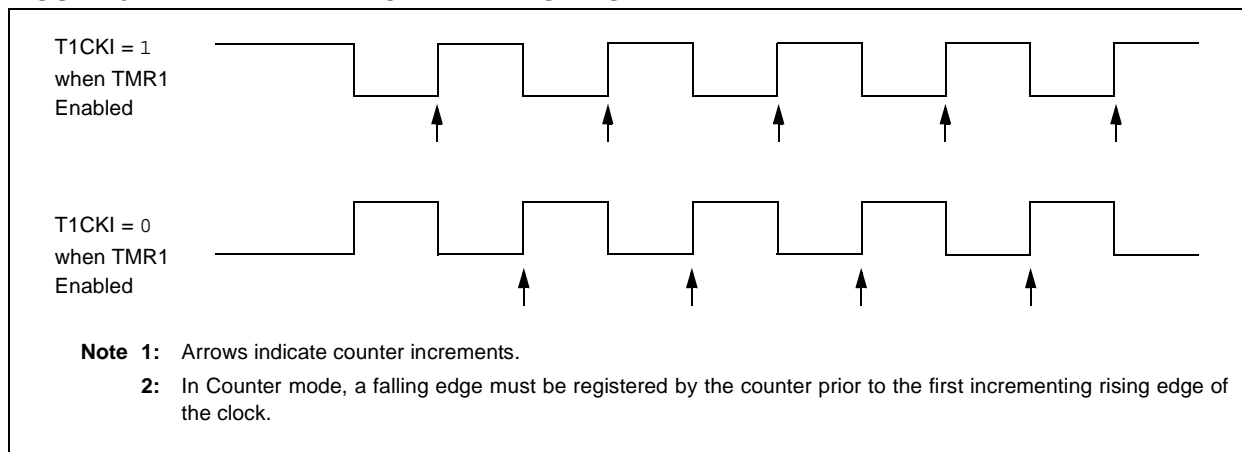 T1CKI = 1
when TMR1
Enabled
T1CKI = 0
when TMR1
Enabled
Note 1: Arrows indicate counter increments.
2: In Counter mode, a falling edge must be registered by the counter prior to the first incrementing rising edge of
the clock.